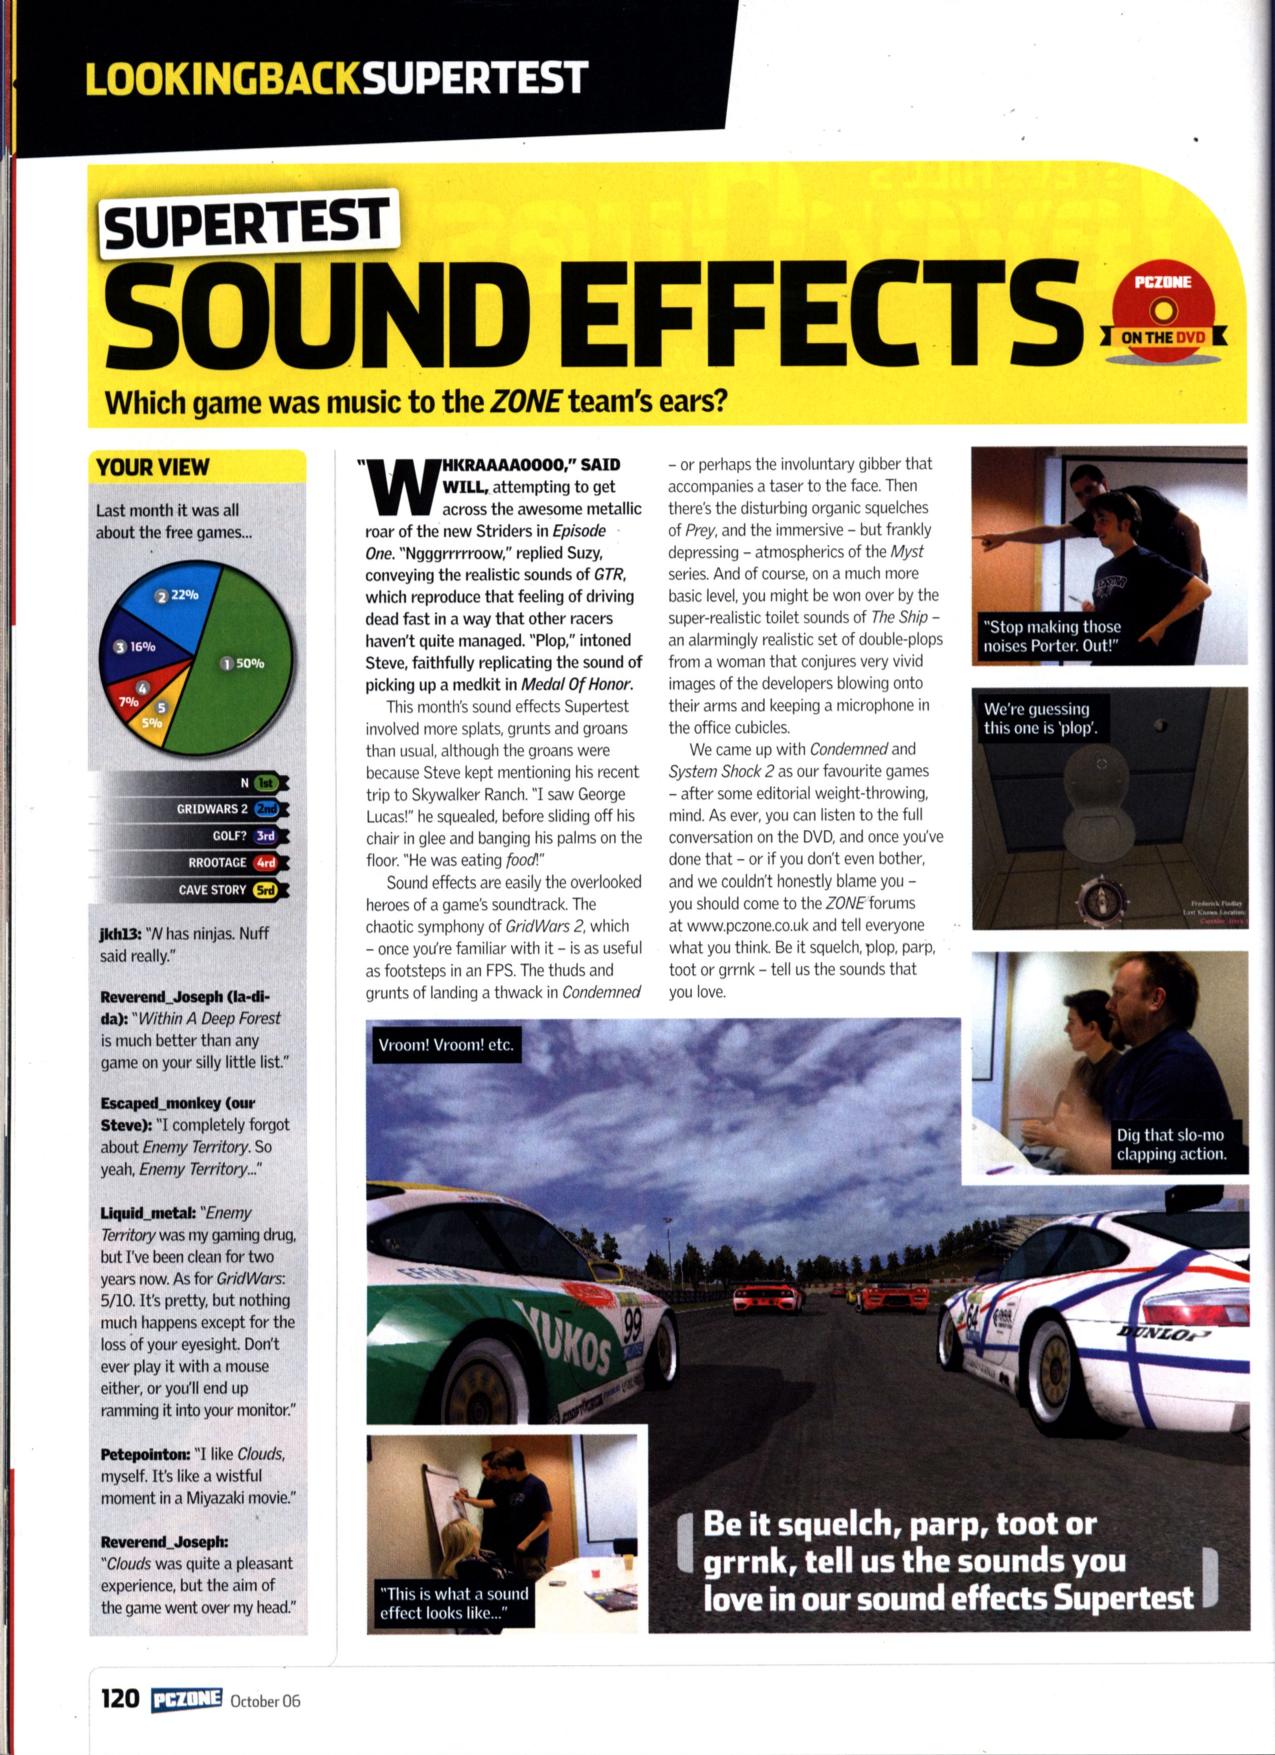 LOOKINGBACKSUPERTEST
SUPERTEST
SOUND EFFECTS
PCZONE
ON THE DVD
Which game was music to the ZONE team's ears?
YOUR VIEW
Last month it was all
about the free games...
2 22%
3 16%
1 50%
4
7%
5
5%
N 1st
GRIDWARS 2 2nd
GOLF? 3rd
RROOTAGE 4rd
CAVE STORY 5rd
jkh13: "N has ninjas. Nuff
said really."
Reverend_Joseph (la-di-
da): "Within A Deep Forest
is much better than any
game on your silly little list."
Escaped_monkey (our
Steve): "I completely forgot
about Enemy Territory. So
yeah, Enemy Territory..."
Liquid_metal: "Enemy
Territory was my gaming drug,
but I've been clean for two
years now. As for GridWars:
5/10. It's pretty, but nothing
much happens except for the
loss of your eyesight. Don't
ever play it with a mouse
either, or you'll end up
ramming it into your monitor."
Petepointon: "I like Clouds,
myself. It's like a wistful
moment in a Miyazaki movie."
Reverend_Joseph:
"Clouds was quite a pleasant
experience, but the aim of
the game went over my head."
"WHKRAAAAOOOO," SAID
WILL, attempting to get
across the awesome metallic
roar of the new Striders in Episode
One. "Ngggrrrrroow," replied Suzy,
conveying the realistic sounds of GTR,
which reproduce that feeling of driving
dead fast in a way that other racers
haven't quite managed. "Plop," intoned
Steve, faithfully replicating the sound of
picking up a medkit in Medal Of Honor.
This month's sound effects Supertest
involved more splats, grunts and groans
than usual, although the groans were
because Steve kept mentioning his recent
trip to Skywalker Ranch. "I saw George
Lucas!" he squealed, before sliding off his
chair in glee and banging his palms on the
floor. "He was eating food!"
Sound effects are easily the overlooked
heroes of a game's soundtrack. The
chaotic symphony of GridWars 2, which
– once you're familiar with it – is as useful
as footsteps in an FPS. The thuds and
grunts of landing a thwack in Condemned
– or perhaps the involuntary gibber that
accompanies a taser to the face. Then
there's the disturbing organic squelches
of Prey, and the immersive – but frankly
depressing – atmospherics of the Myst
series. And of course, on a much more
basic level, you might be won over by the
super-realistic toilet sounds of The Ship –
an alarmingly realistic set of double-plops
from a woman that conjures very vivid
images of the developers blowing onto
their arms and keeping a microphone in
the office cubicles.
We came up with Condemned and
System Shock 2 as our favourite games
– after some editorial weight-throwing,
mind. As ever, you can listen to the full
conversation on the DVD, and once you've
done that – or if you don't even bother,
and we couldn't honestly blame you –
you should come to the ZONE forums
at www.pczone.co.uk and tell everyone
what you think. Be it squelch, plop, parp,
toot or grrnk – tell us the sounds that
you love.
"Stop making those
noises Porter. Out!"
We're guessing
this one is 'plop'.
Frederick Findlay
Last Known Location:
Dig that slo-mo
clapping action.
Vroom! Vroom! etc.
YUKOS
99
64
DUNLOP
"This is what a sound
effect looks like..."
Be it squelch, parp, toot or
grrnk, tell us the sounds you
love in our sound effects Supertest
120 PCZONE October 06